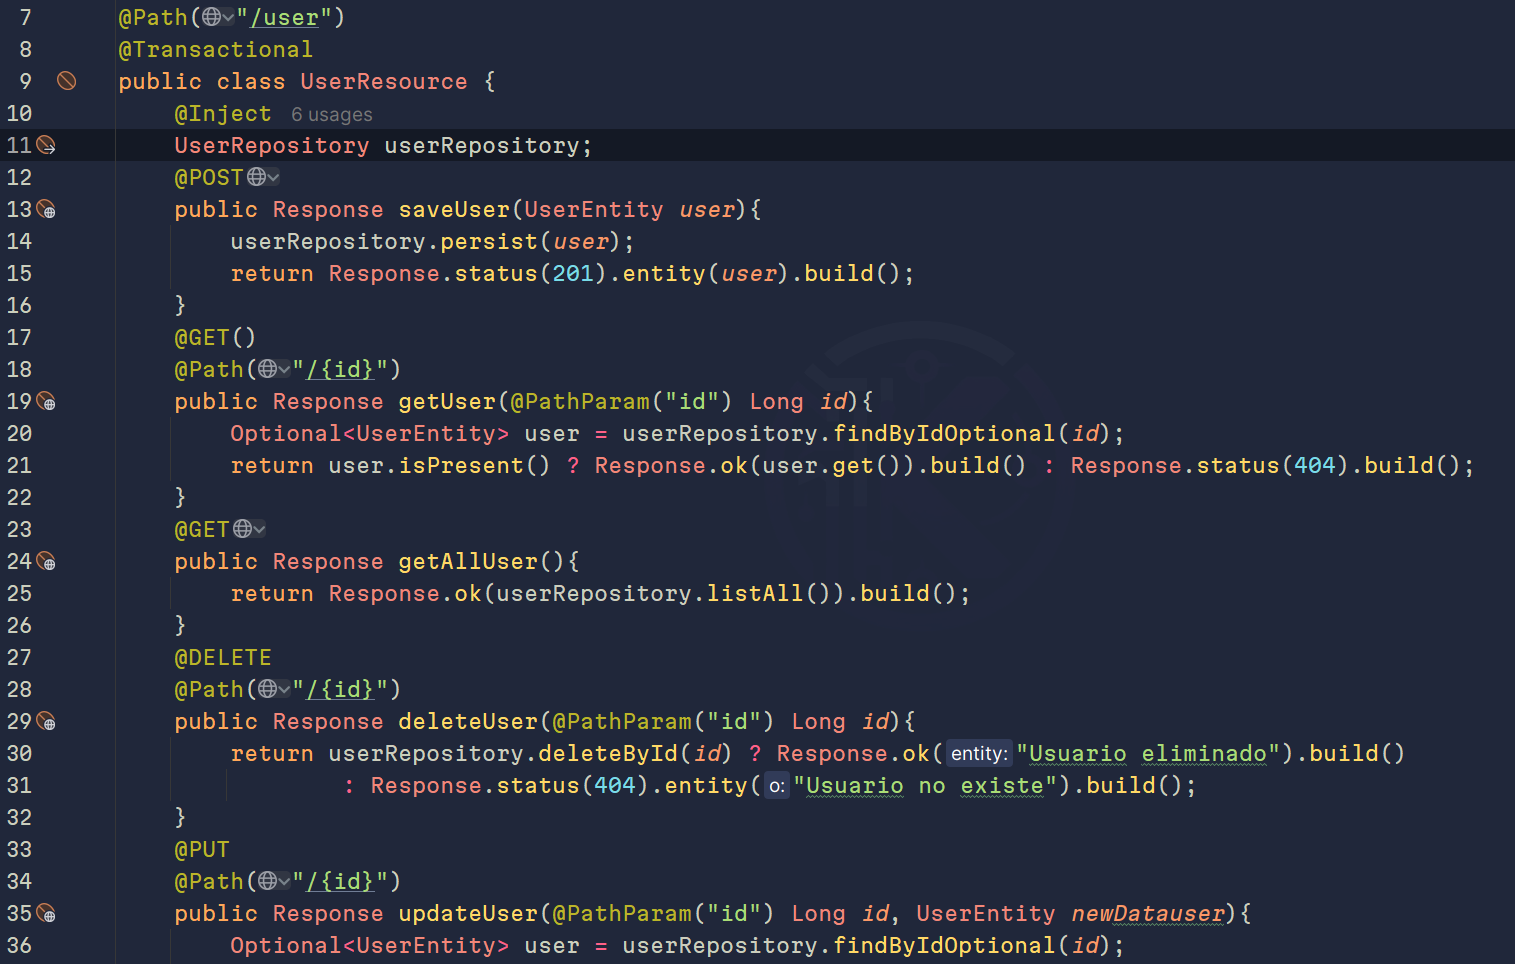 7 @Path("/user")
8 @Transactional
9 public class UserResource {
10 @Inject 6 usages
11 UserRepository userRepository;
12 @POST
13 public Response saveUser(UserEntity user){
14 userRepository.persist(user);
15 return Response.status(201).entity(user).build();
16 }
17 @GET()
18 @Path("/{id}")
19 public Response getUser(@PathParam("id") Long id){
20 Optional<UserEntity> user = userRepository.findByIdOptional(id);
21 return user.isPresent() ? Response.ok(user.get()).build() : Response.status(404).build();
22 }
23 @GET
24 public Response getAllUser(){
25 return Response.ok(userRepository.listAll()).build();
26 }
27 @DELETE
28 @Path("/{id}")
29 public Response deleteUser(@PathParam("id") Long id){
30 return userRepository.deleteById(id) ? Response.ok( entity: "Usuario eliminado").build()
31 : Response.status(404).entity( o: "Usuario no existe").build();
32 }
33 @PUT
34 @Path("/{id}")
35 public Response updateUser(@PathParam("id") Long id, UserEntity newDatauser){
36 Optional<UserEntity> user = userRepository.findByIdOptional(id);